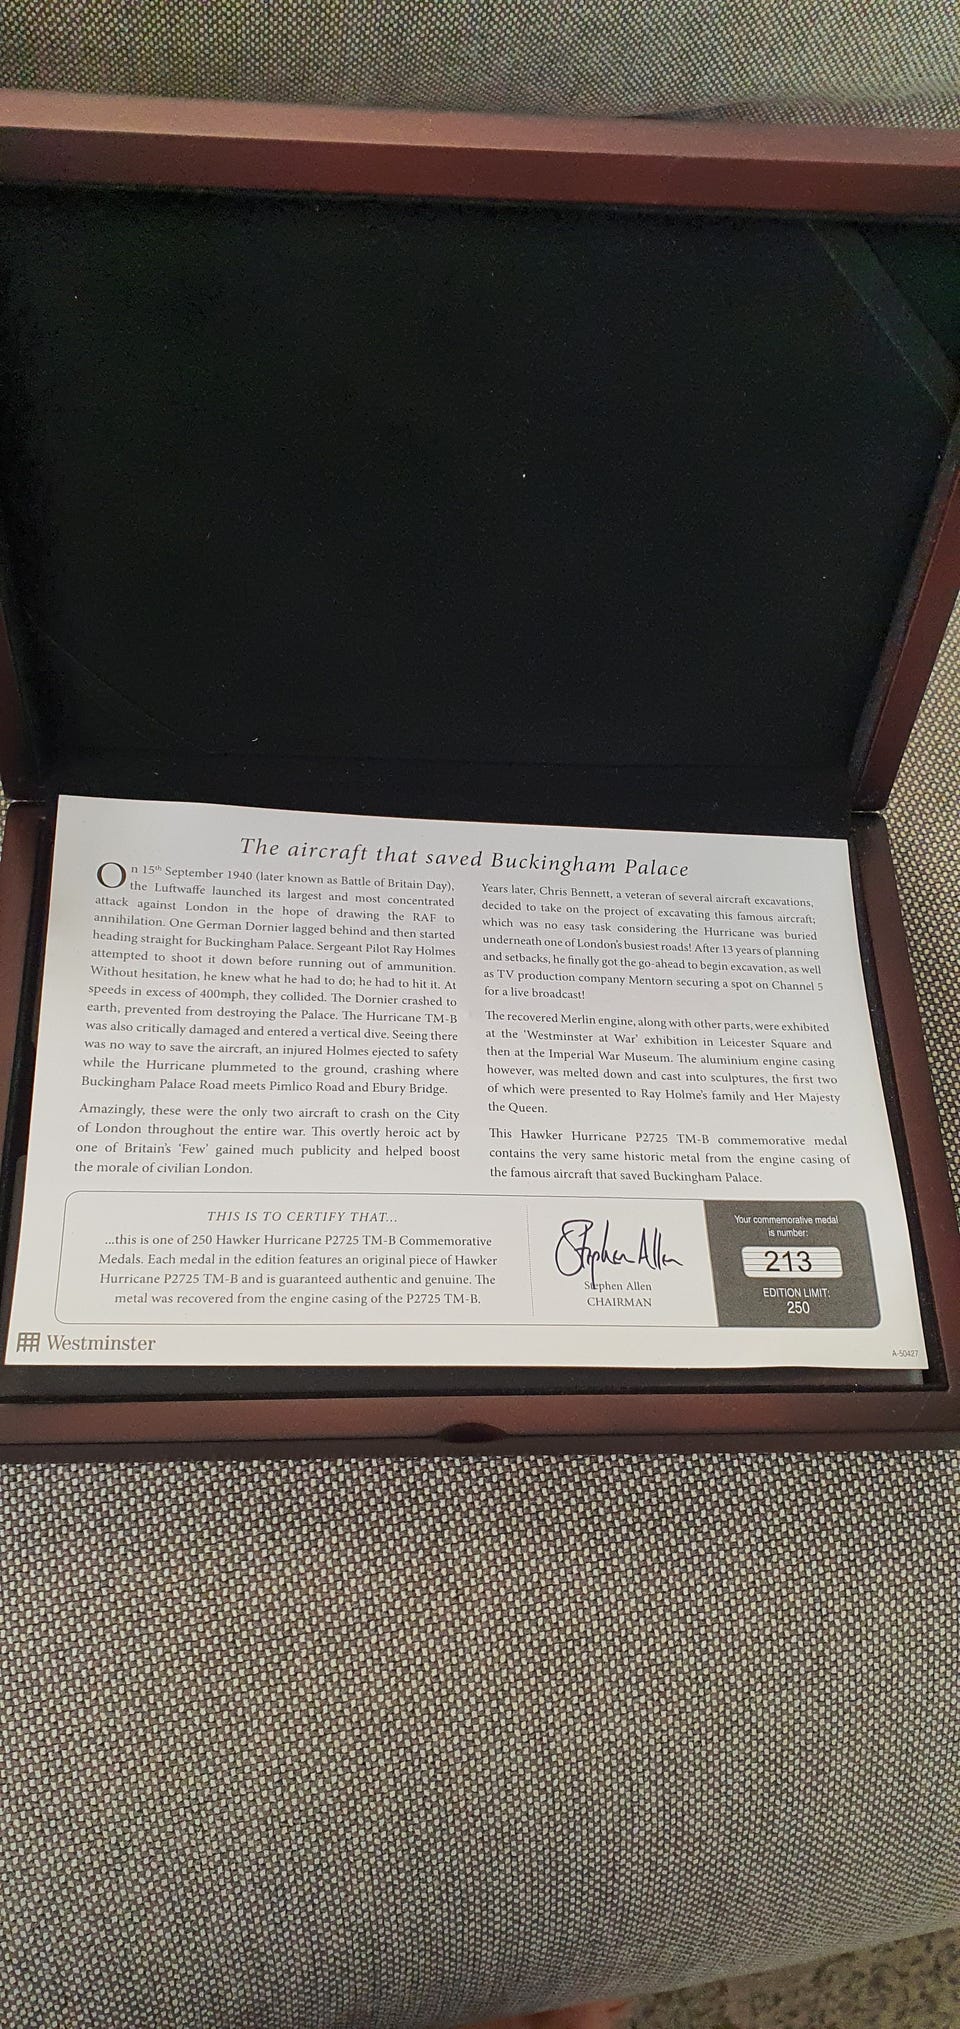 The aircraft that saved Buckingham Palace
On 15th September 1940 (later known as Battle of Britain Day),
the Luftwaffe launched its largest and most concentrated
attack against London in the hope of drawing the RAF to
annihilation. One German Dornier lagged behind and then started
heading straight for Buckingham Palace. Sergeant Pilot Ray Holmes
attempted to shoot it down before running out of ammunition.
Without hesitation, he knew what he had to do; he had to hit it. At
speeds in excess of 400mph, they collided. The Dornier crashed to
earth, prevented from destroying the Palace. The Hurricane TM-B
was also critically damaged and entered a vertical dive. Seeing there
was no way to save the aircraft, an injured Holmes ejected to safety
while the Hurricane plummeted to the ground, crashing where
Buckingham Palace Road meets Pimlico Road and Ebury Bridge.
Amazingly, these were the only two aircraft to crash on the City
of London throughout the entire war. This overtly heroic act by
one of Britain's 'Few' gained much publicity and helped boost
the morale of civilian London.
Years later, Chris Bennett, a veteran of several aircraft excavations,
decided to take on the project of excavating this famous aircraft;
which was no easy task considering the Hurricane was buried
underneath one of London's busiest roads! After 13 years of planning
and setbacks, he finally got the go-ahead to begin excavation, as well
as TV production company Mentorn securing a spot on Channel 5
for a live broadcast!
The recovered Merlin engine, along with other parts, were exhibited
at the 'Westminster at War' exhibition in Leicester Square and
then at the Imperial War Museum. The aluminium engine casing
however, was melted down and cast into sculptures, the first two
of which were presented to Ray Holme's family and Her Majesty
the Queen.
This Hawker Hurricane P2725 TM-B commemorative medal
contains the very same historic metal from the engine casing of
the famous aircraft that saved Buckingham Palace.
THIS IS TO CERTIFY THAT...
...this is one of 250 Hawker Hurricane P2725 TM-B Commemorative
Medals. Each medal in the edition features an original piece of Hawker
Hurricane P2725 TM-B and is guaranteed authentic and genuine. The
metal was recovered from the engine casing of the P2725 TM-B.
Stephen Allen
Stephen Allen
CHAIRMAN
Your commemorative medal
is number:
213
EDITION LIMIT:
250
Westminster
A-50427